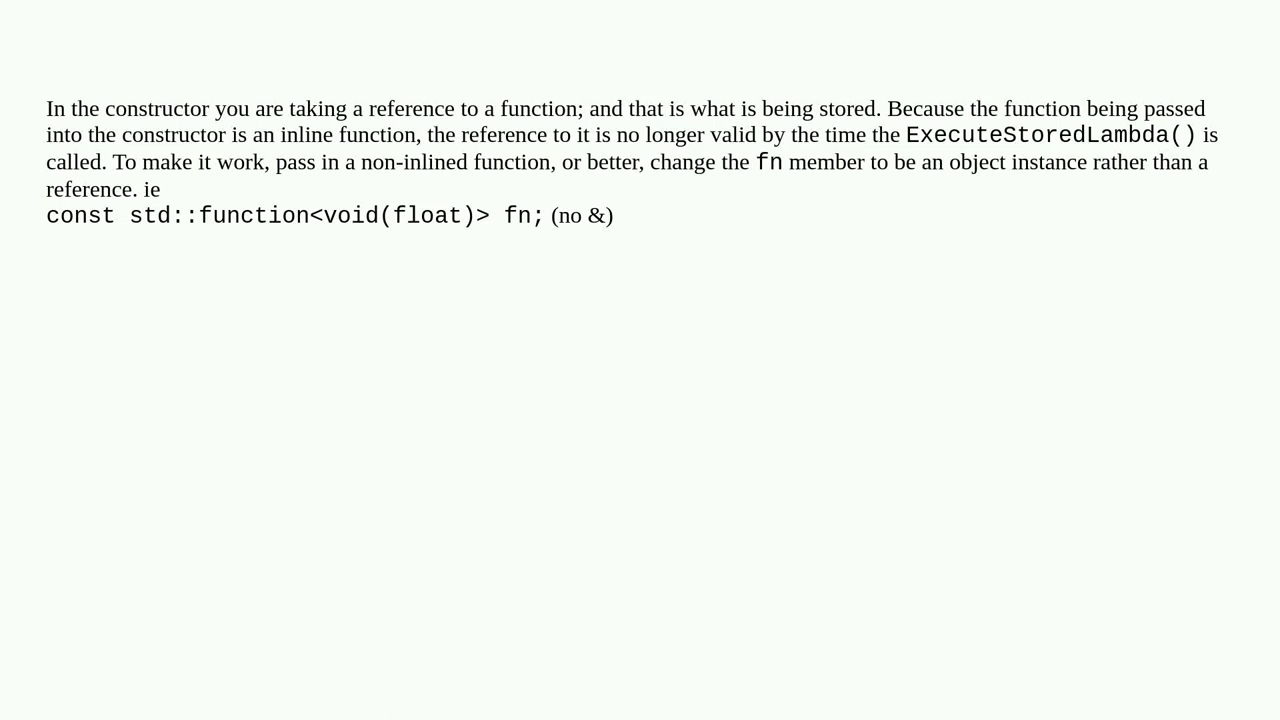 In the constructor you are taking a reference to a function; and that is what is being stored. Because the function being passed
into the constructor is an inline function, the reference to it is no longer valid by the time the ExecuteStoredLambda() is
called. To make it work, pass in a non-inlined function, or better, change the fn member to be an object instance rather than a
reference. ie
const std::function<void(float)> fn; (no &)